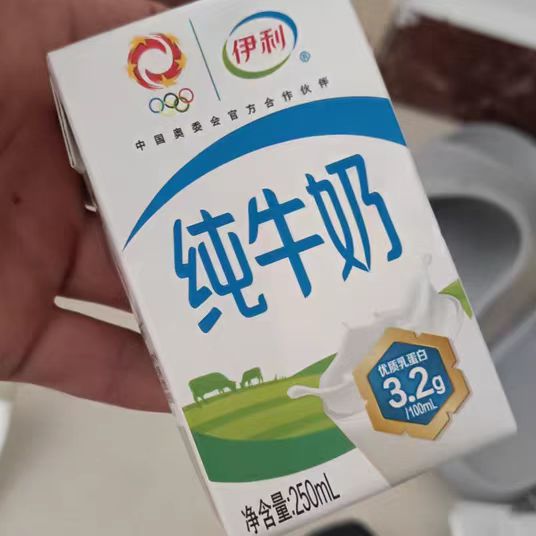 伊利
®
中国奥委会官方合作伙伴
纯牛奶
优质乳蛋白
3.2g
/100mL
净含量:250mL